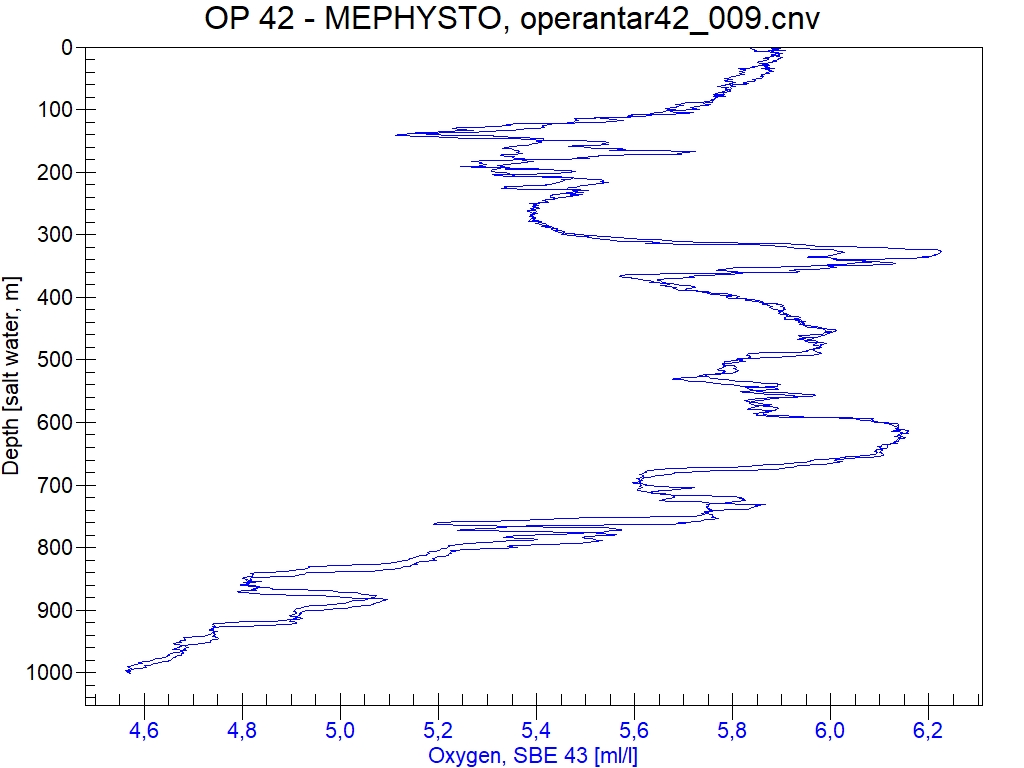 OP 42 - MEPHYSTO, operantar42_009.cnv
0
100
200
300
400
500
600
700
800
900
1000
Depth [salt water, m]
4,6 4,8 5,0 5,2 5,4 5,6 5,8 6,0 6,2
Oxygen, SBE 43 [ml/l]